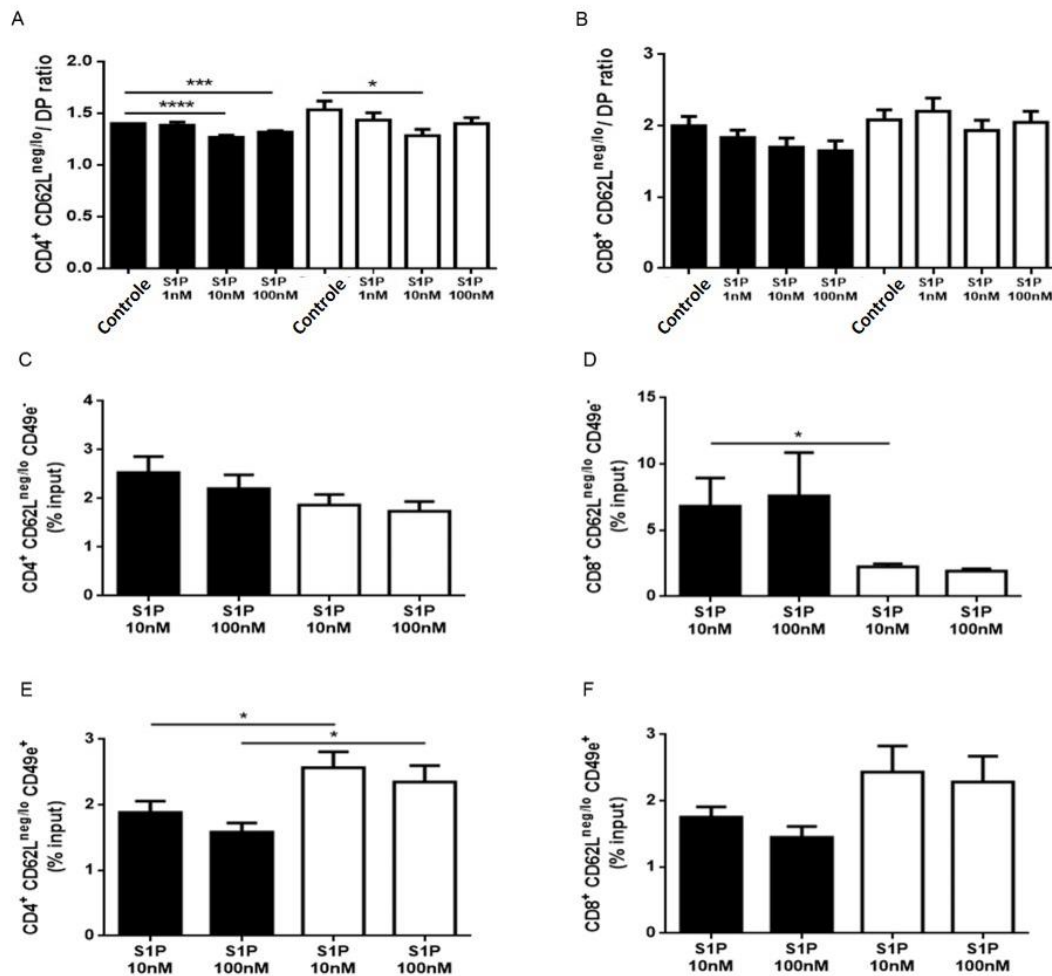 A
CD4⁺ CD62Lⁿᵉᵍ/ˡᵒ/ DP ratio
2.0
1.5
1.0
0.5
0.0
***
****
*
Controle
S1P 1nM
S1P 10nM
S1P 100nM
Controle
S1P 1nM
S1P 10nM
S1P 100nM
B
CD8⁺ CD62Lⁿᵉᵍ/ˡᵒ/ DP ratio
3
2
1
0
Controle
S1P 1nM
S1P 10nM
S1P 100nM
Controle
S1P 1nM
S1P 10nM
S1P 100nM
C
CD4⁺ CD62Lⁿᵉᵍ/ˡᵒ CD49e⁻
(% input)
4
3
2
1
0
S1P 10nM
S1P 100nM
S1P 10nM
S1P 100nM
D
CD8⁺ CD62Lⁿᵉᵍ/ˡᵒ CD49e⁻
(% input)
15
10
5
0
*
S1P 10nM
S1P 100nM
S1P 10nM
S1P 100nM
E
CD4⁺ CD62Lⁿᵉᵍ/ˡᵒ CD49e⁺
(% input)
3
2
1
0
*
*
S1P 10nM
S1P 100nM
S1P 10nM
S1P 100nM
F
CD8⁺ CD62Lⁿᵉᵍ/ˡᵒ CD49e⁺
(% input)
3
2
1
0
S1P 10nM
S1P 100nM
S1P 10nM
S1P 100nM